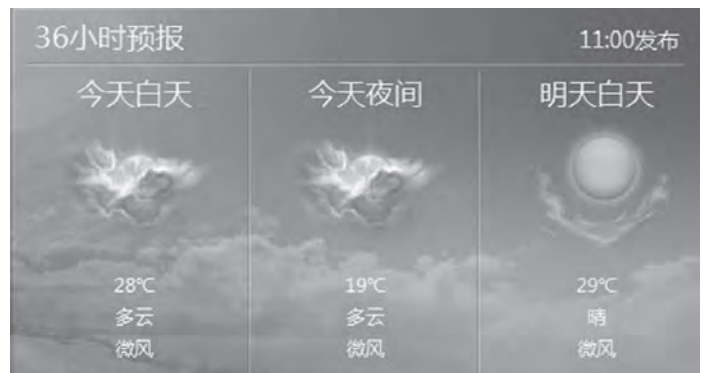 36小时预报
11:00发布
今天白天
今天夜间
明天白天
28℃
19℃
29℃
多云
多云
晴
微风
微风
微风